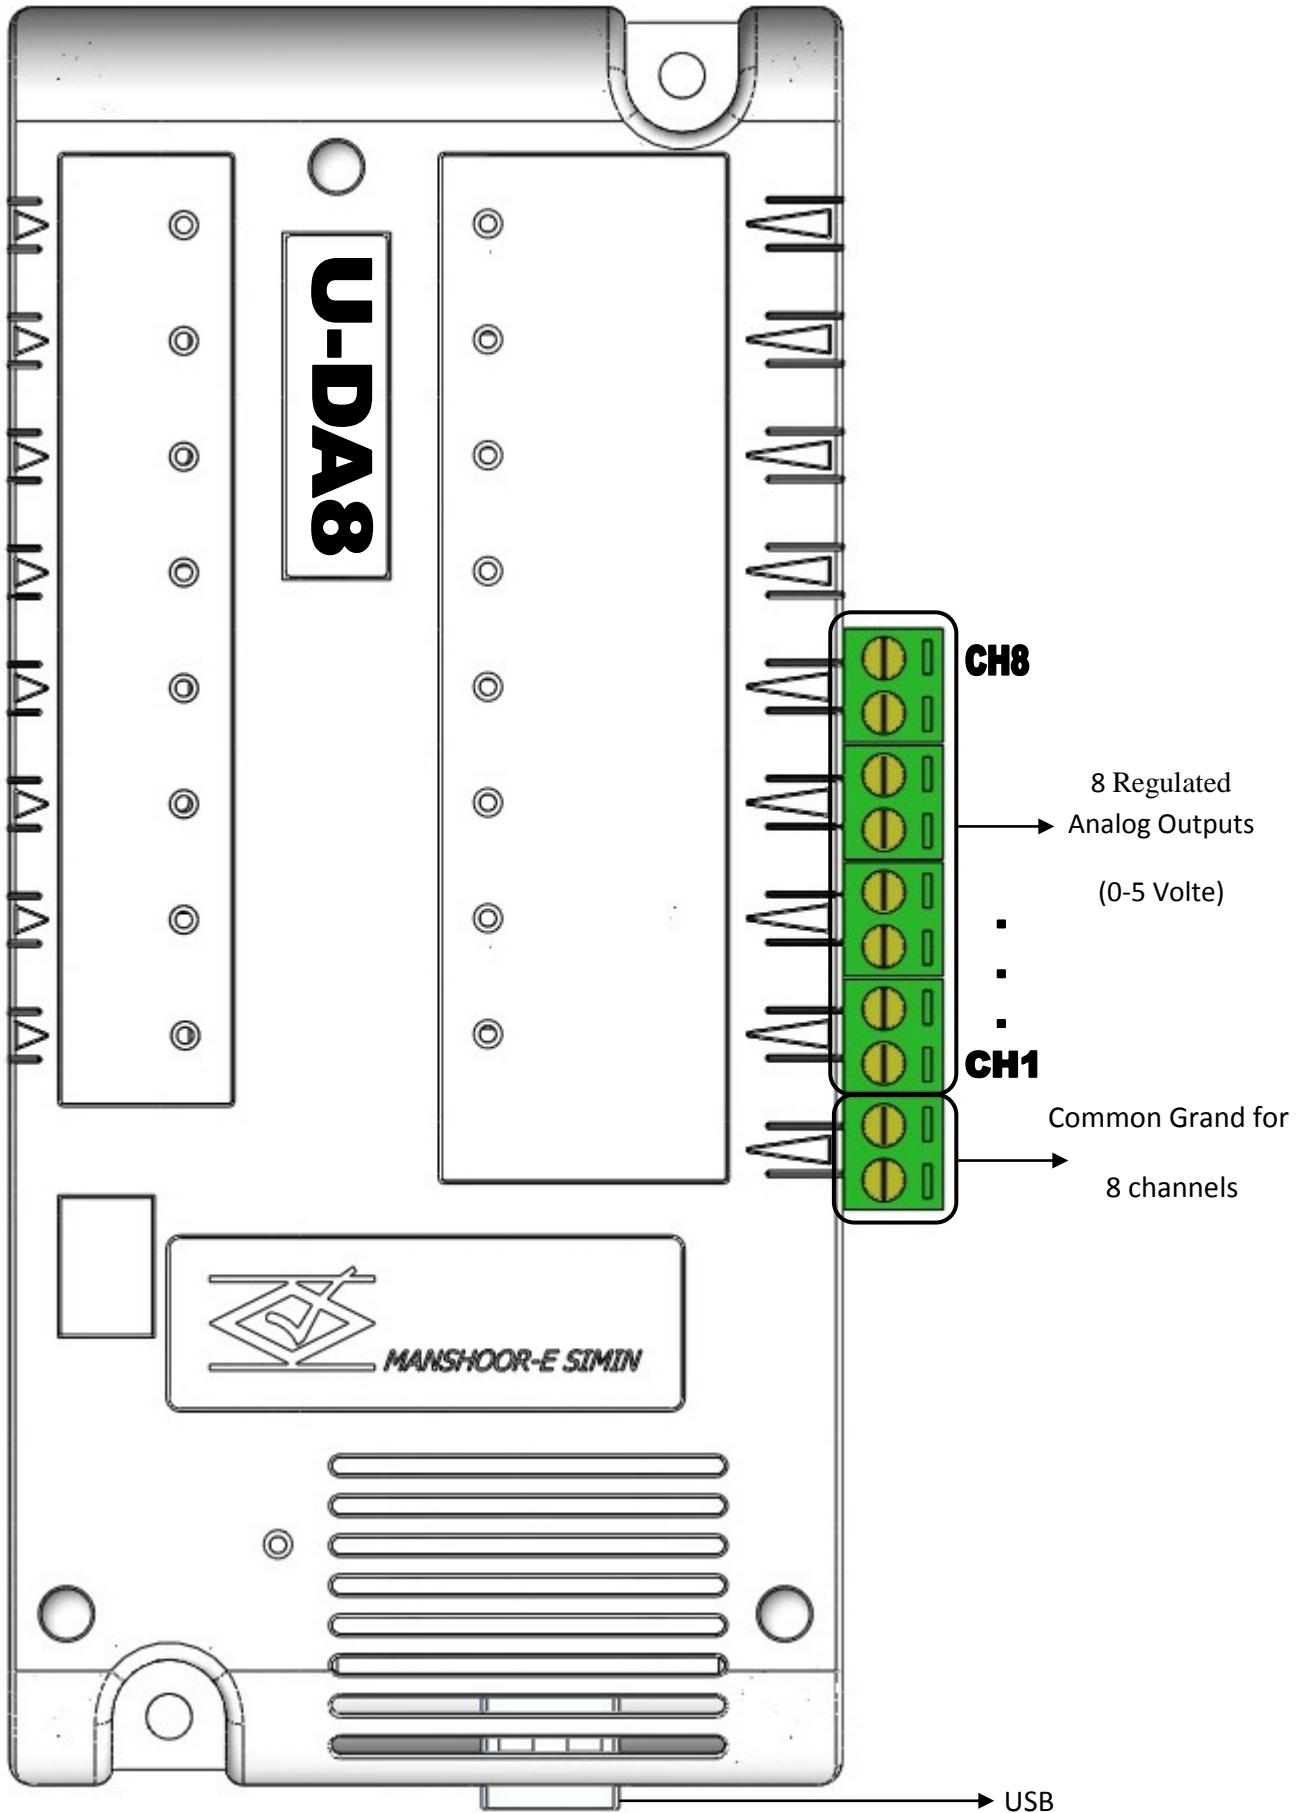 U-DA8
CH8
8 Regulated
Analog Outputs
(0-5 Volte)
CH1
Common Grand for
8 channels
MANSHOOR-E SIMIN
USB